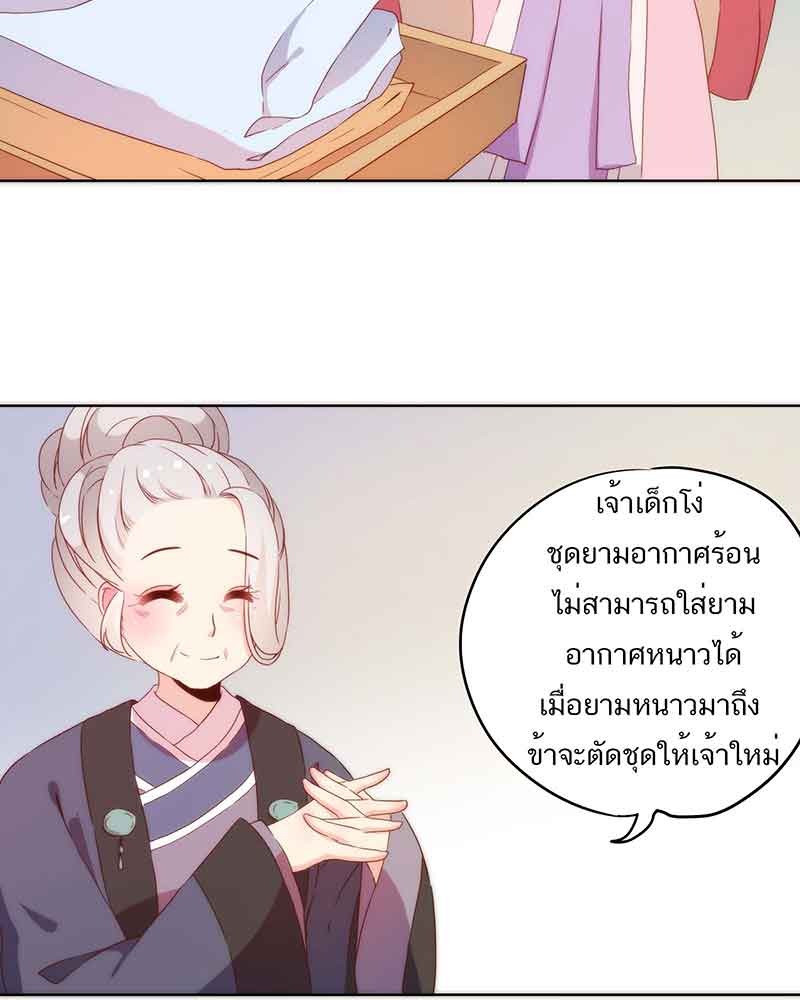 เจ้าเด็กโง่
ชุดยามอากาศร้อน
ไม่สามารถใส่ยาม
อากาศหนาวได้
เมื่อยามหนาวมาถึง
ข้าจะตัดชุดให้เจ้าใหม่